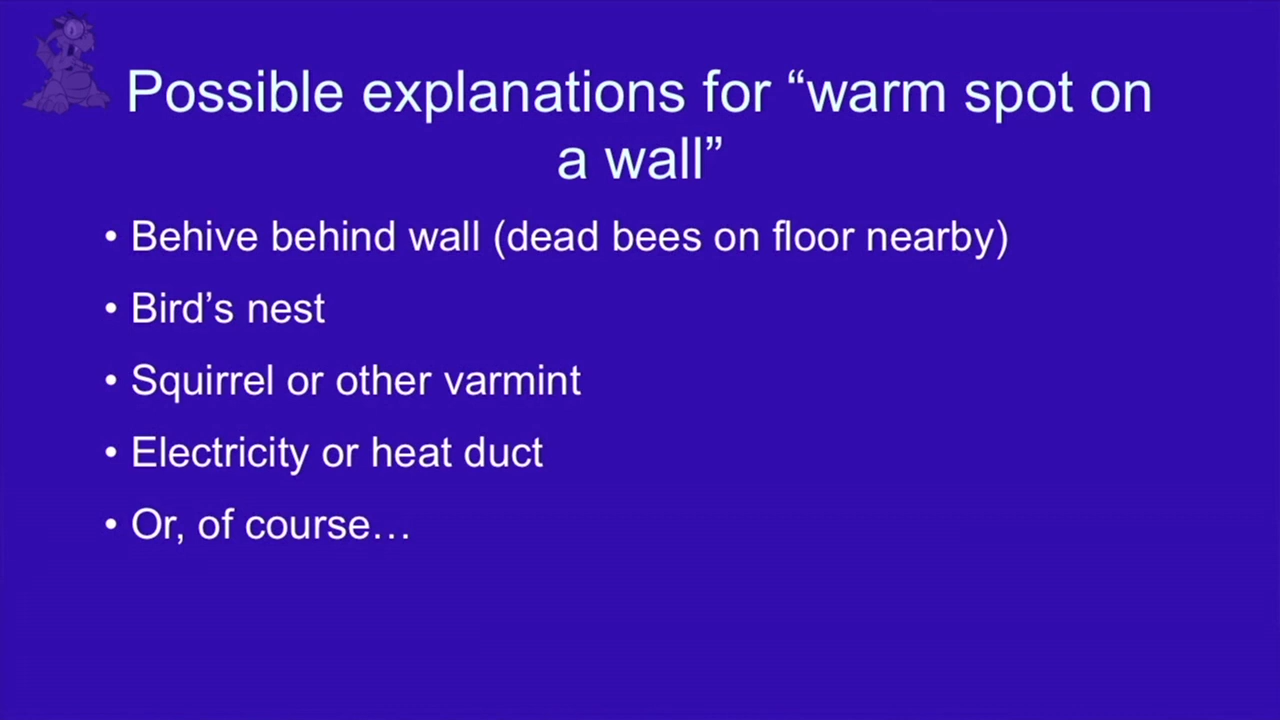 Possible explanations for “warm spot on
a wall”
• Behive behind wall (dead bees on floor nearby)
• Bird’s nest
• Squirrel or other varmint
• Electricity or heat duct
• Or, of course…